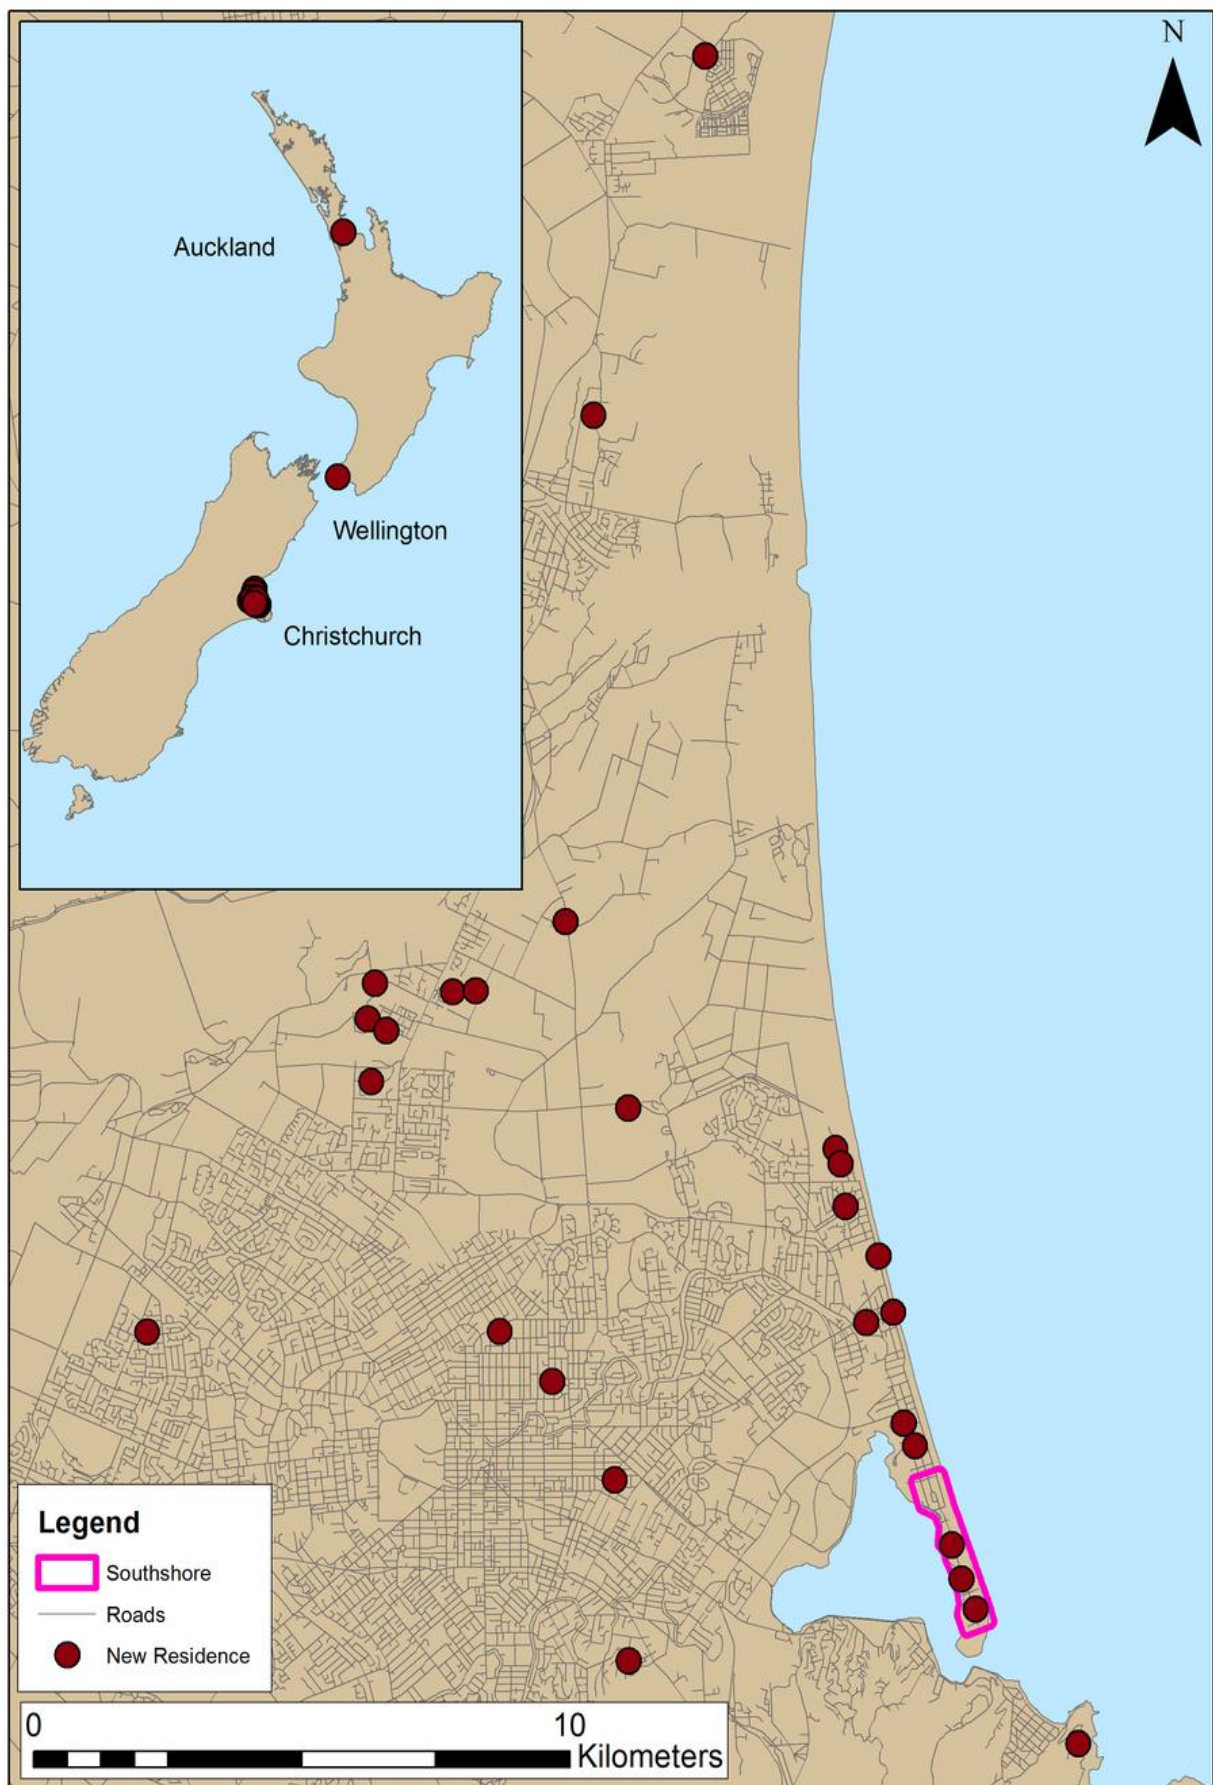 N
Auckland
Wellington
Christchurch
Legend
Southshore
Roads
New Residence
0 10
Kilometers